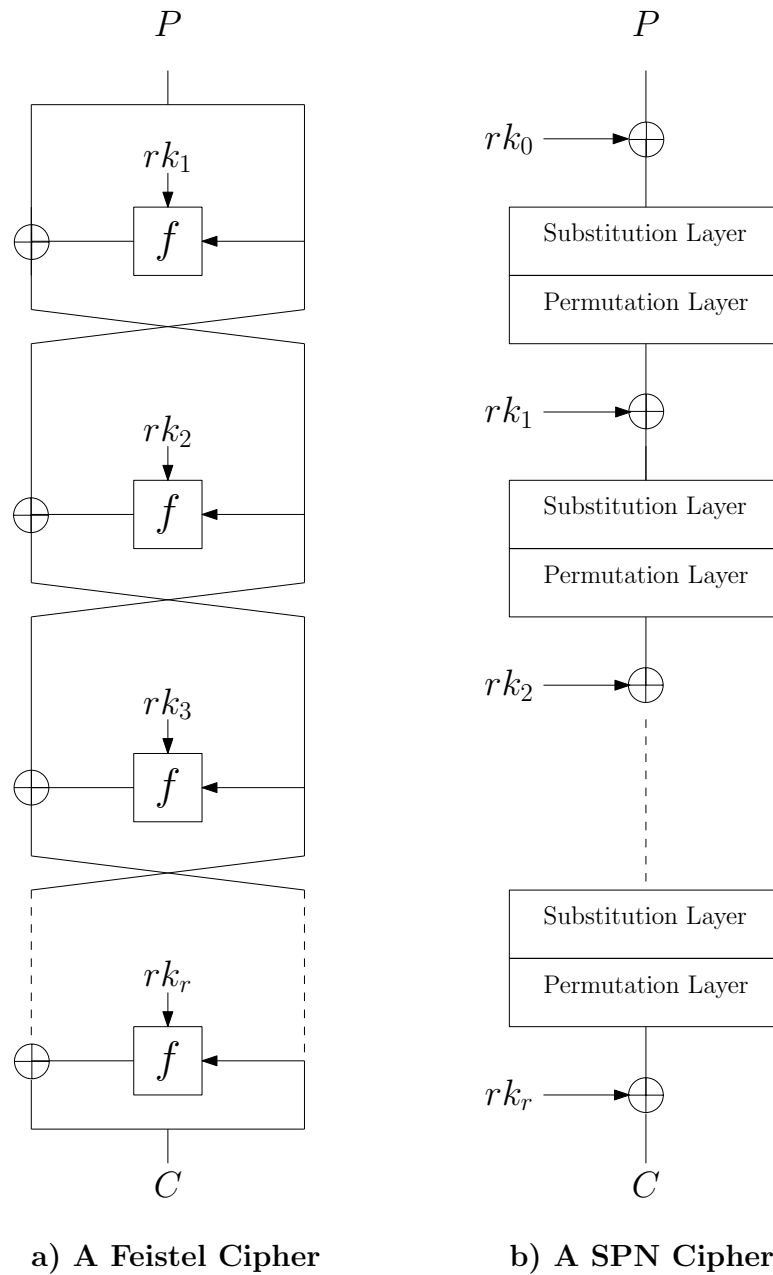 P
rk₁
f
rk₂
f
rk₃
f
rkᵣ
f
C
a) A Feistel Cipher
P
rk₀
Substitution Layer
Permutation Layer
rk₁
Substitution Layer
Permutation Layer
rk₂
Substitution Layer
Permutation Layer
rkᵣ
C
b) A SPN Cipher